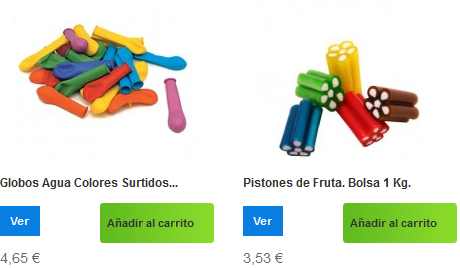 Globos Agua Colores Surtidos...
Pistones de Fruta. Bolsa 1 Kg.
Ver
Añadir al carrito
Ver
Añadir al carrito
4,65 €
3,53 €